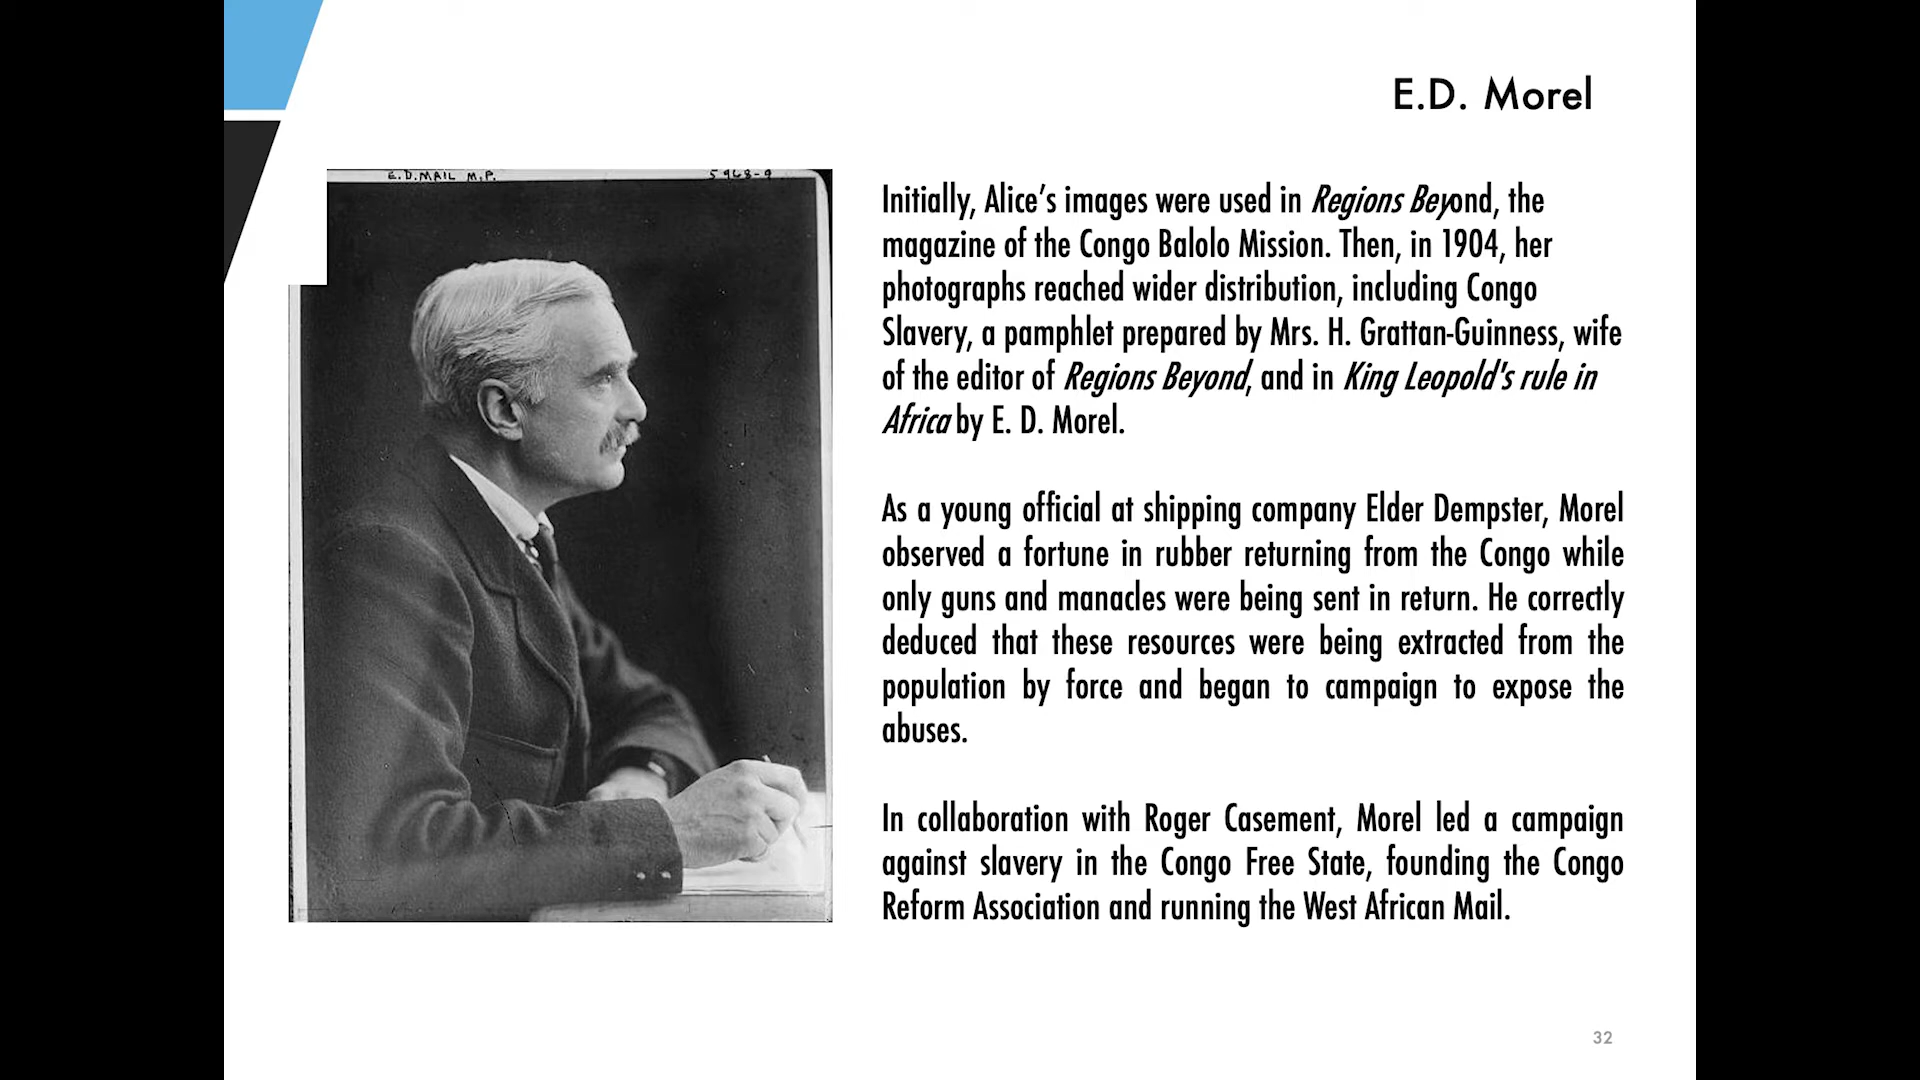 E.D. Morel
E.D.MAIL M.P. 5968-9
Initially, Alice's images were used in Regions Beyond, the
magazine of the Congo Balolo Mission. Then, in 1904, her
photographs reached wider distribution, including Congo
Slavery, a pamphlet prepared by Mrs. H. Grattan-Guinness, wife
of the editor of Regions Beyond, and in King Leopold's rule in
Africa by E. D. Morel.
As a young official at shipping company Elder Dempster, Morel
observed a fortune in rubber returning from the Congo while
only guns and manacles were being sent in return. He correctly
deduced that these resources were being extracted from the
population by force and began to campaign to expose the
abuses.
In collaboration with Roger Casement, Morel led a campaign
against slavery in the Congo Free State, founding the Congo
Reform Association and running the West African Mail.
32